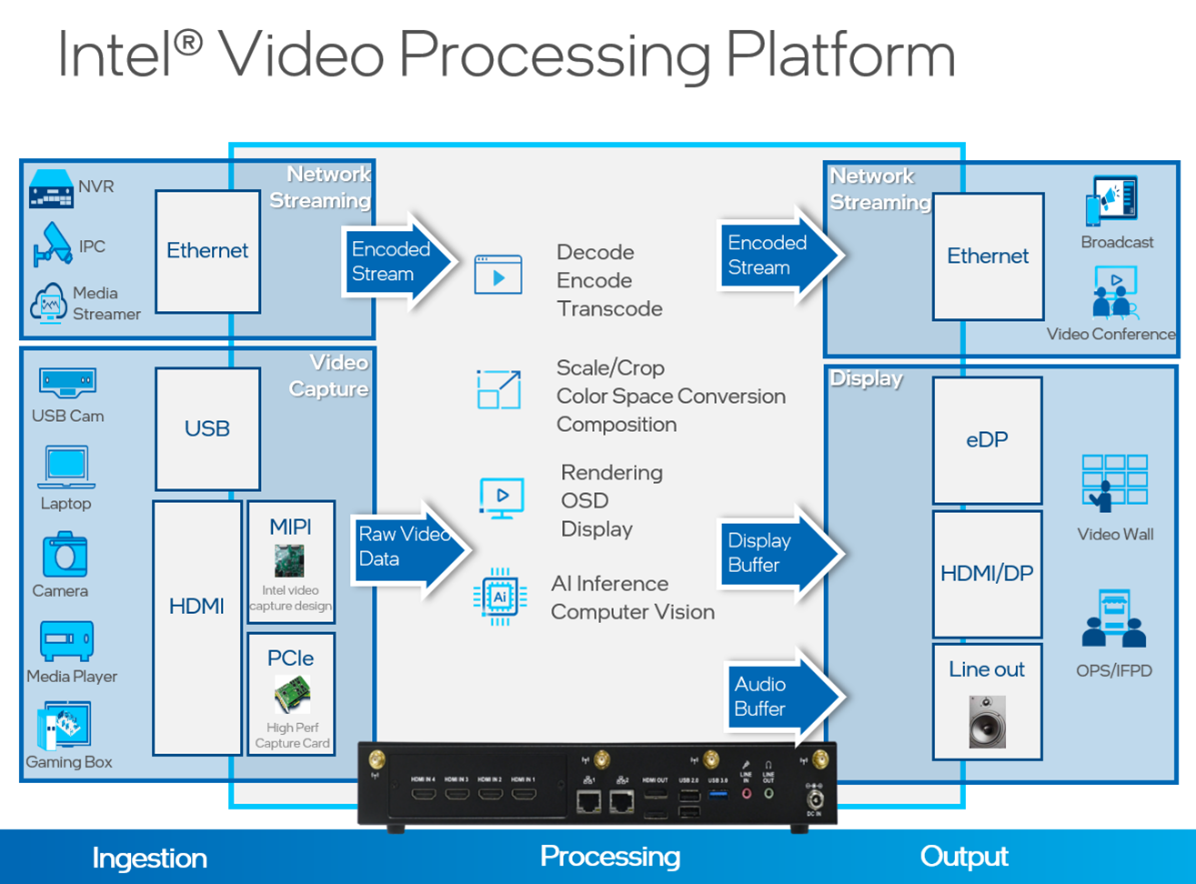 Intel® Video Processing Platform
Network
Streaming
NVR
IPC
Media
Streamer
Ethernet
Encoded
Stream
Video
Capture
USB Cam
Laptop
Camera
Media Player
Gaming Box
USB
HDMI
MIPI
Intel video
capture design
PCIe
High Perf
Capture Card
Raw Video
Data
Decode
Encode
Transcode
Scale/Crop
Color Space Conversion
Composition
Rendering
OSD
Display
Ai
AI Inference
Computer Vision
Encoded
Stream
Display
Buffer
Audio
Buffer
Network
Streaming
Ethernet
Broadcast
Video Conference
Display
eDP
HDMI/DP
Line out
Video Wall
OPS/IFPD
HDMI IN 4
HDMI IN 3
HDMI IN 2
HDMI IN 1
1
2
HDMI OUT
USB 2.0
USB 3.0
LINE
IN
LINE
OUT
DC IN
Ingestion
Processing
Output